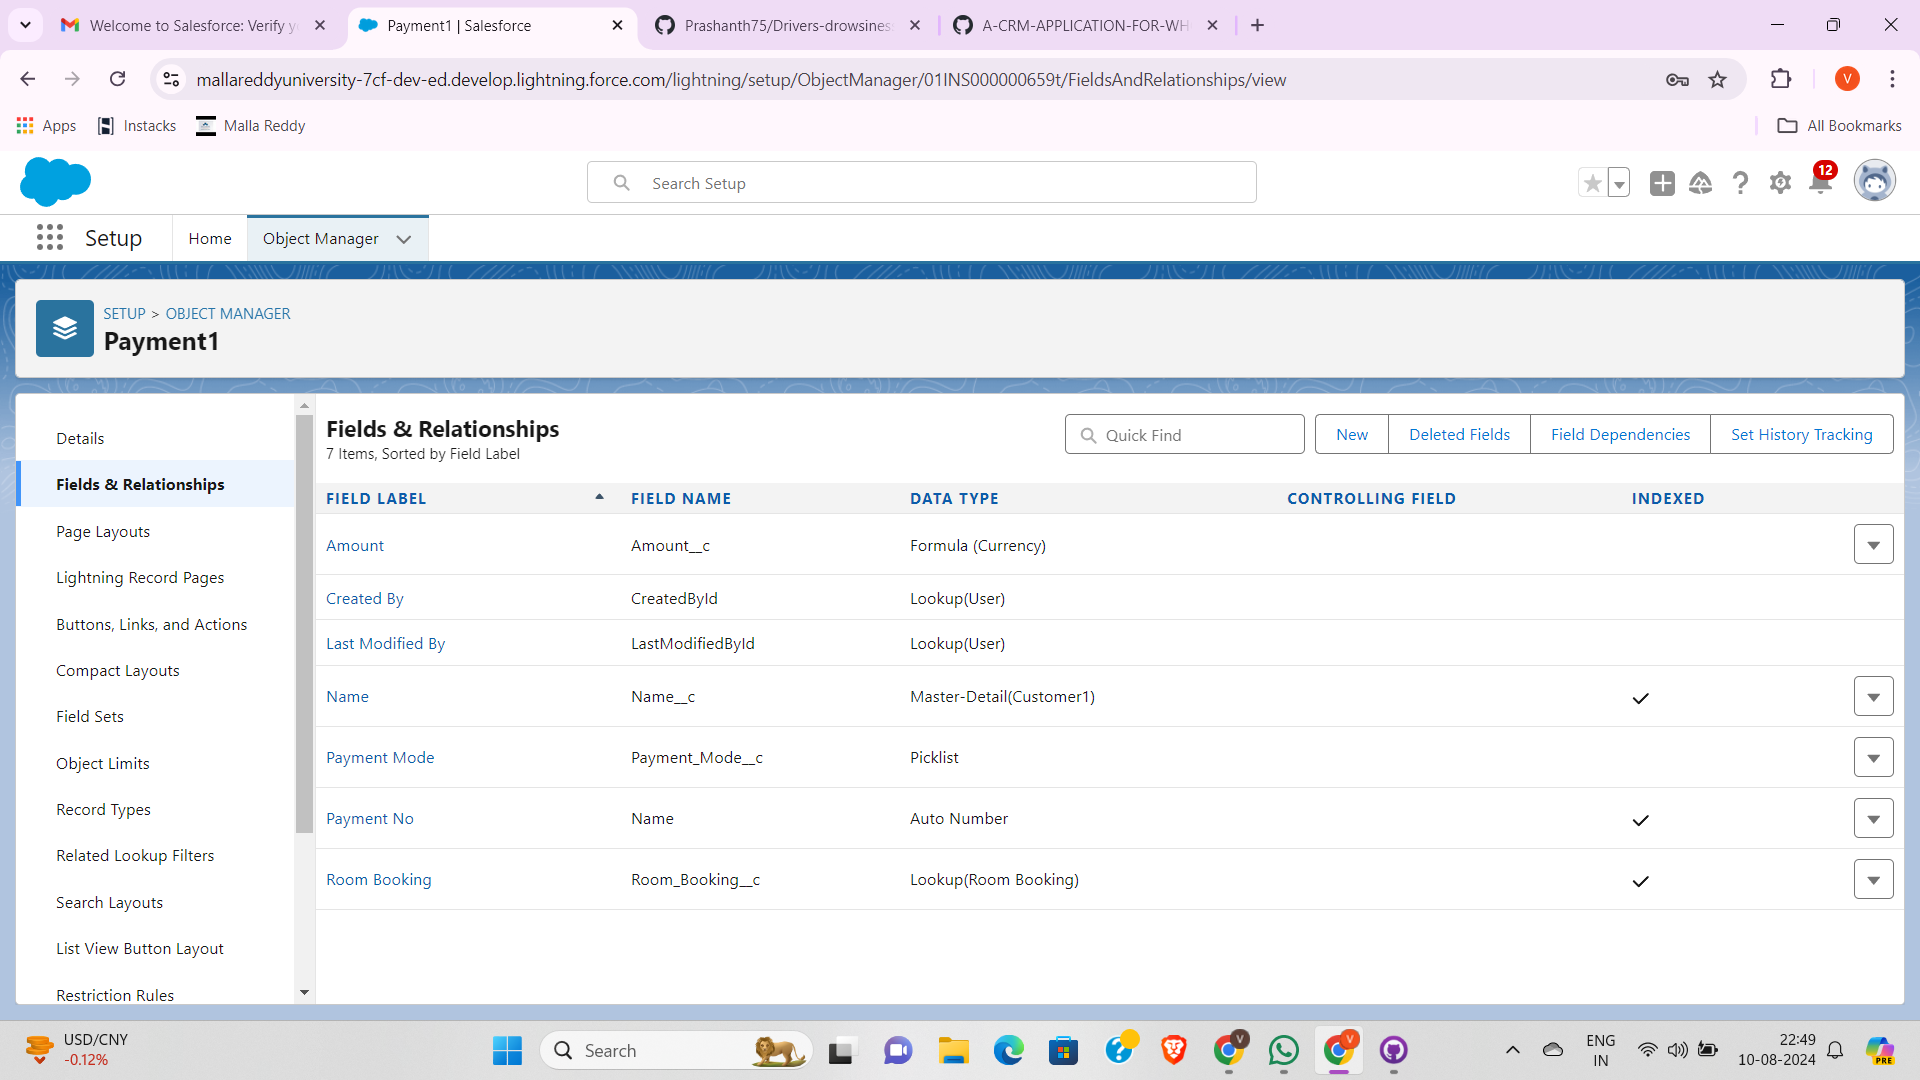 Welcome to Salesforce: Verify y
Payment1 | Salesforce
Prashanth75/Drivers-drowsiness
A-CRM-APPLICATION-FOR-WH
mallareddyuniversity-7cf-dev-ed.develop.lightning.force.com/lightning/setup/ObjectManager/01INS000000659t/FieldsAndRelationships/view
V
Apps
Instacks
Malla Reddy
All Bookmarks
Search Setup
12
Setup
Home
Object Manager
SETUP > OBJECT MANAGER
Payment1
Details
Fields & Relationships
Page Layouts
Lightning Record Pages
Buttons, Links, and Actions
Compact Layouts
Field Sets
Object Limits
Record Types
Related Lookup Filters
Search Layouts
List View Button Layout
Restriction Rules
Fields & Relationships
7 Items, Sorted by Field Label
Quick Find
New
Deleted Fields
Field Dependencies
Set History Tracking
FIELD LABEL FIELD NAME DATA TYPE CONTROLLING FIELD INDEXED
Amount Amount__c Formula (Currency)
Created By CreatedById Lookup(User)
Last Modified By LastModifiedById Lookup(User)
Name Name__c Master-Detail(Customer1)
Payment Mode Payment_Mode__c Picklist
Payment No Name Auto Number
Room Booking Room_Booking__c Lookup(Room Booking)
USD/CNY
-0.12%
Search
V
V
ENG
IN
22:49
10-08-2024
PRE